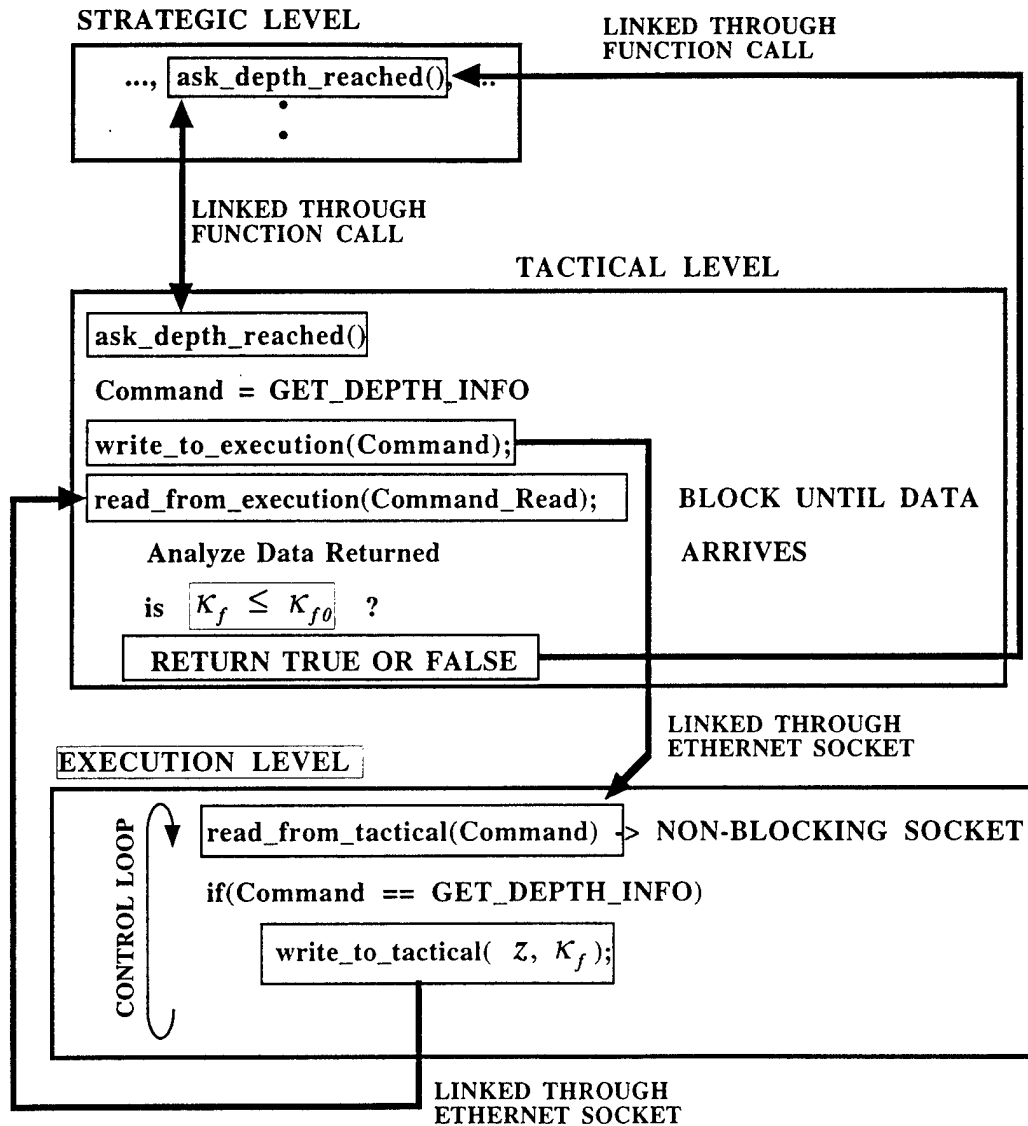 STRATEGIC LEVEL
LINKED THROUGH
FUNCTION CALL
..., ask_depth_reached(), ...
LINKED THROUGH
FUNCTION CALL
TACTICAL LEVEL
ask_depth_reached()
Command = GET_DEPTH_INFO
write_to_execution(Command);
read_from_execution(Command_Read);
BLOCK UNTIL DATA
ARRIVES
Analyze Data Returned
is κ_f ≤ κ_f0 ?
RETURN TRUE OR FALSE
LINKED THROUGH
ETHERNET SOCKET
EXECUTION LEVEL
CONTROL LOOP
read_from_tactical(Command) -> NON-BLOCKING SOCKET
if(Command == GET_DEPTH_INFO)
write_to_tactical( z, κ_f );
LINKED THROUGH
ETHERNET SOCKET